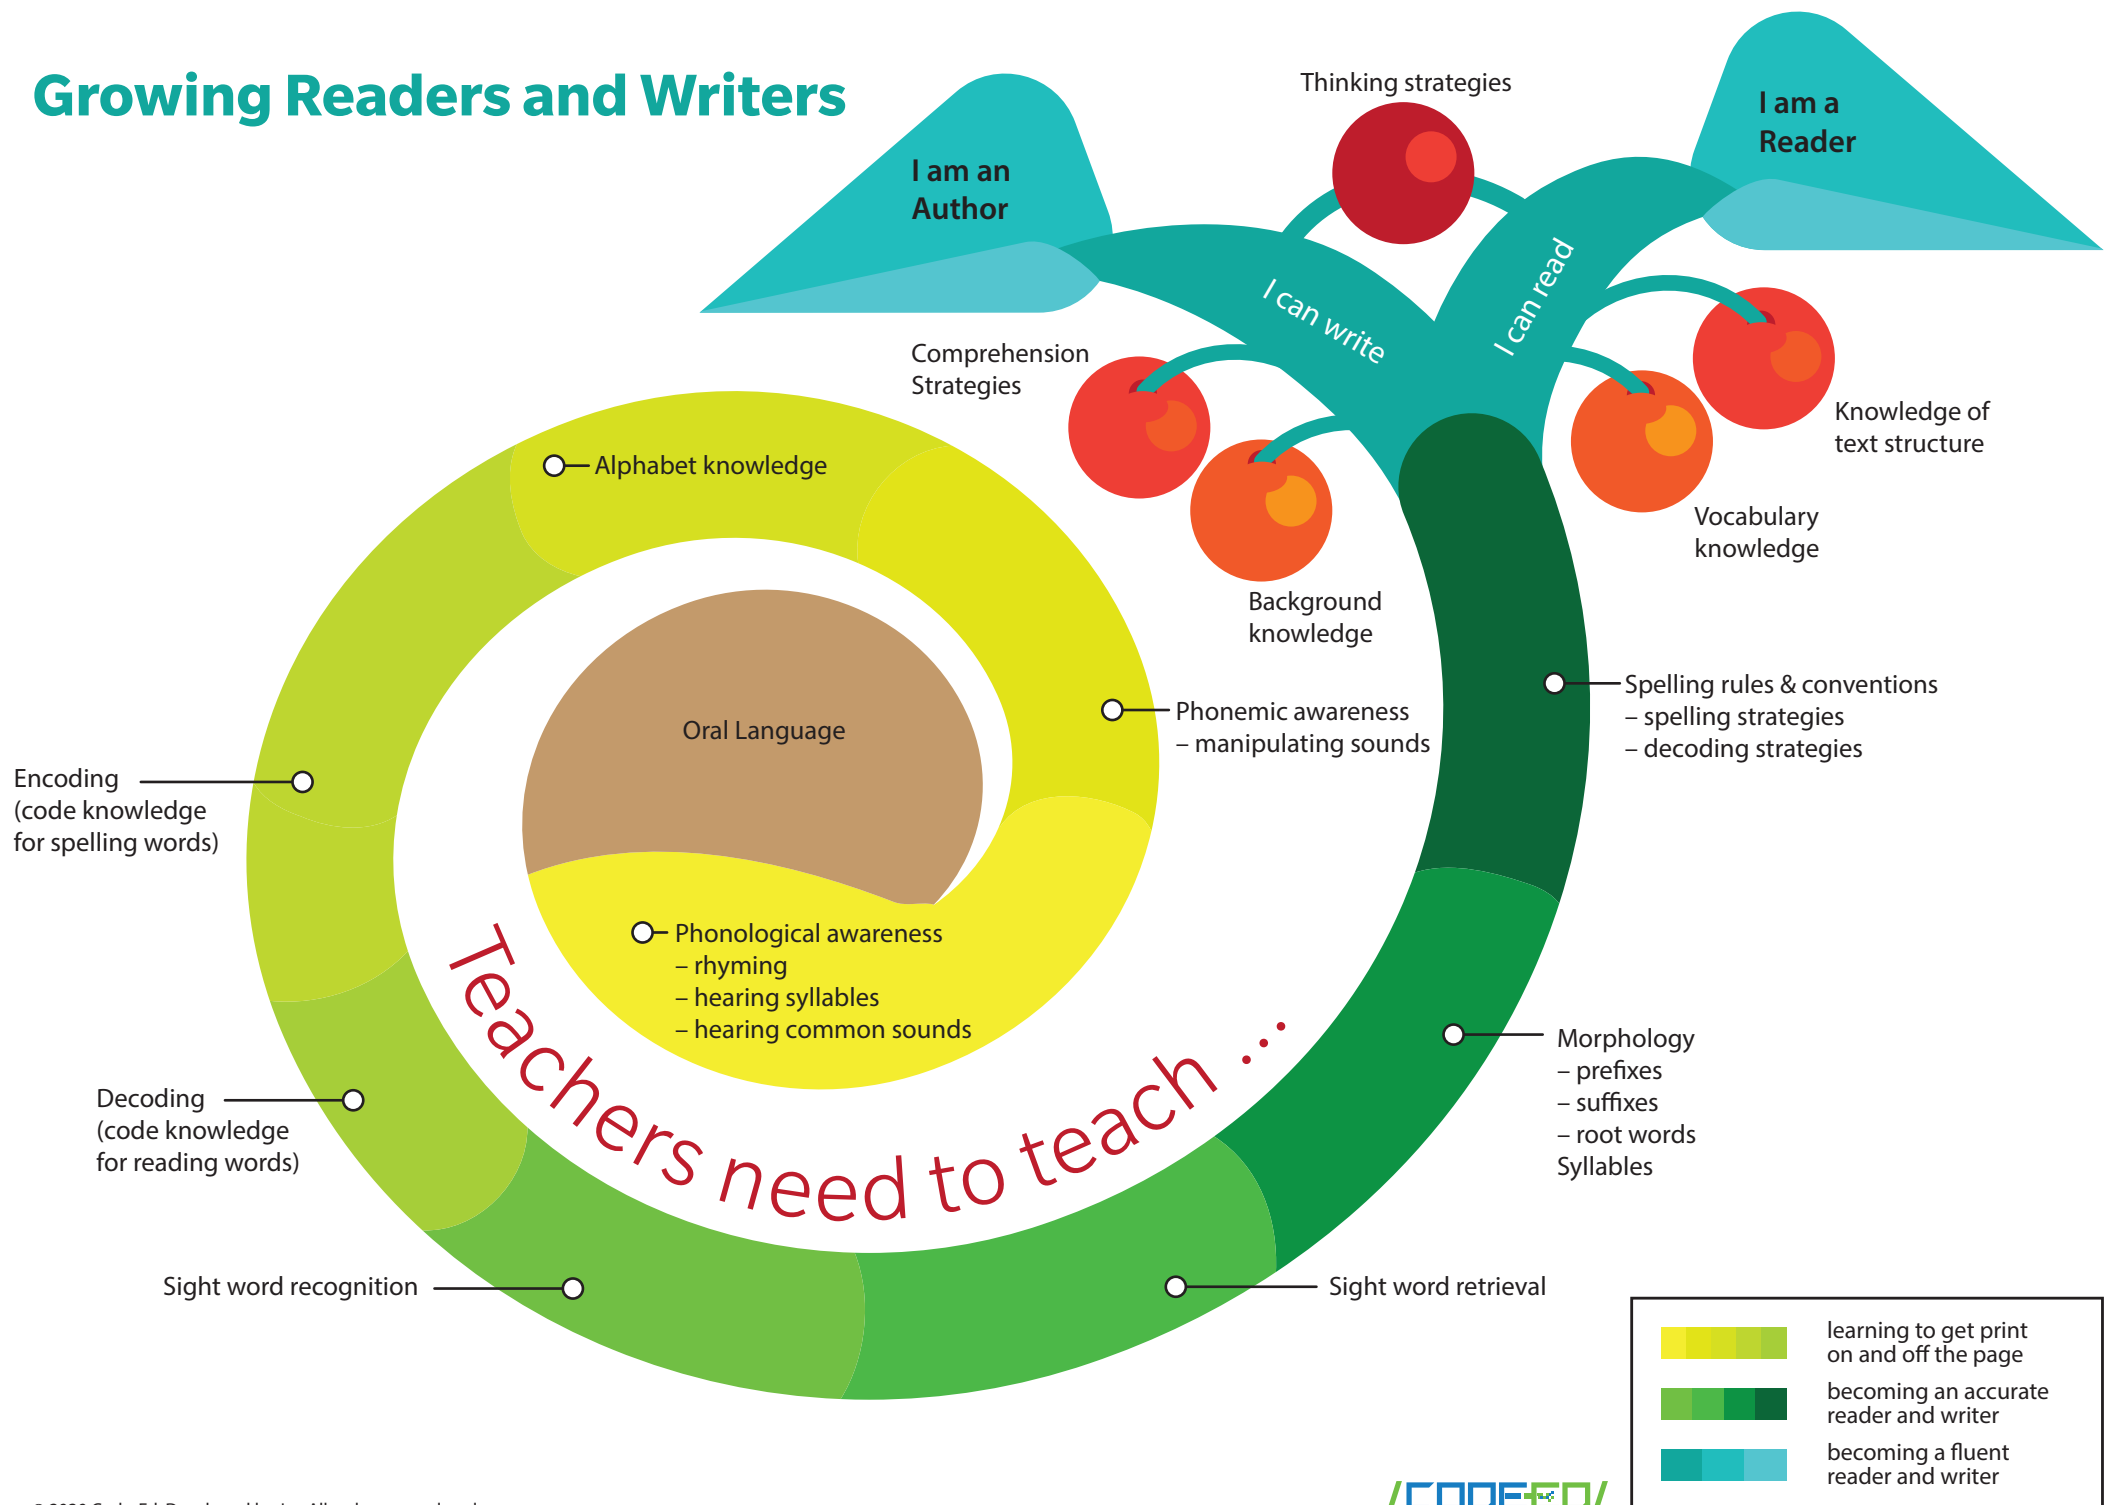 Growing Readers and Writers
I am an
Author
Thinking strategies
I am a
Reader
I can write
I can read
Comprehension
Strategies
Knowledge of
text structure
Vocabulary
knowledge
Background
knowledge
Alphabet knowledge
Oral Language
Phonemic awareness
– manipulating sounds
Spelling rules & conventions
– spelling strategies
– decoding strategies
Encoding
(code knowledge
for spelling words)
Phonological awareness
– rhyming
– hearing syllables
– hearing common sounds
Teachers need to teach ...
Morphology
– prefixes
– suffixes
– root words
Syllables
Decoding
(code knowledge
for reading words)
Sight word recognition
Sight word retrieval
learning to get print
on and off the page
becoming an accurate
reader and writer
becoming a fluent
reader and writer